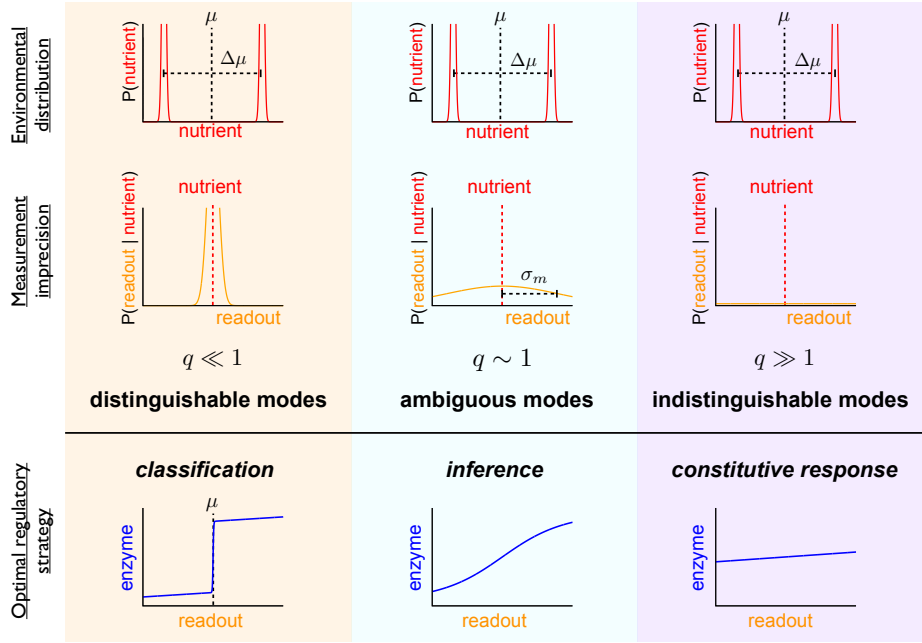 Environmental
distribution
P(nutrient)
μ
Δμ
nutrient
P(nutrient)
μ
Δμ
nutrient
P(nutrient)
μ
Δμ
nutrient
Measurement
imprecision
P(readout | nutrient)
nutrient
readout
P(readout | nutrient)
nutrient
σm
readout
P(readout | nutrient)
nutrient
readout
q ≪ 1
q ∼ 1
q ≫ 1
distinguishable modes
ambiguous modes
indistinguishable modes
Optimal regulatory
strategy
classification
inference
constitutive response
enzyme
μ
readout
enzyme
readout
enzyme
readout